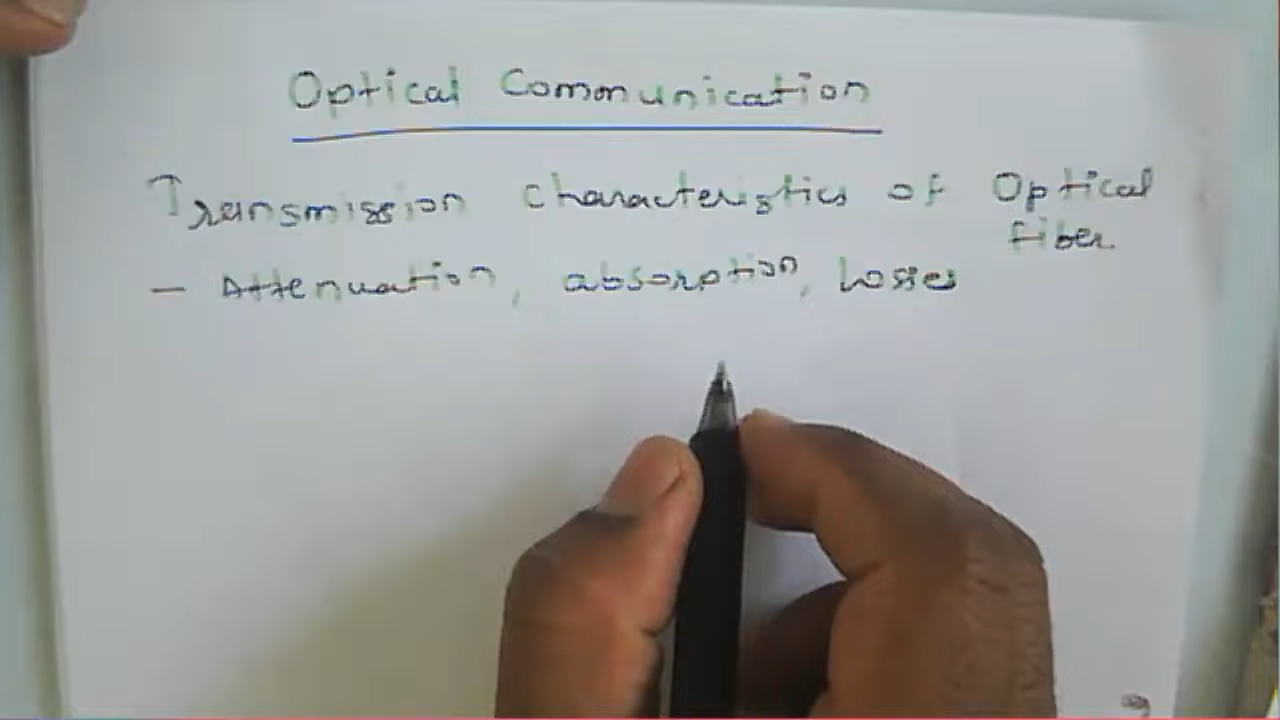 Optical Communication
Transmission characteristics of Optical
fiber
- Attenuation, absorption, losses